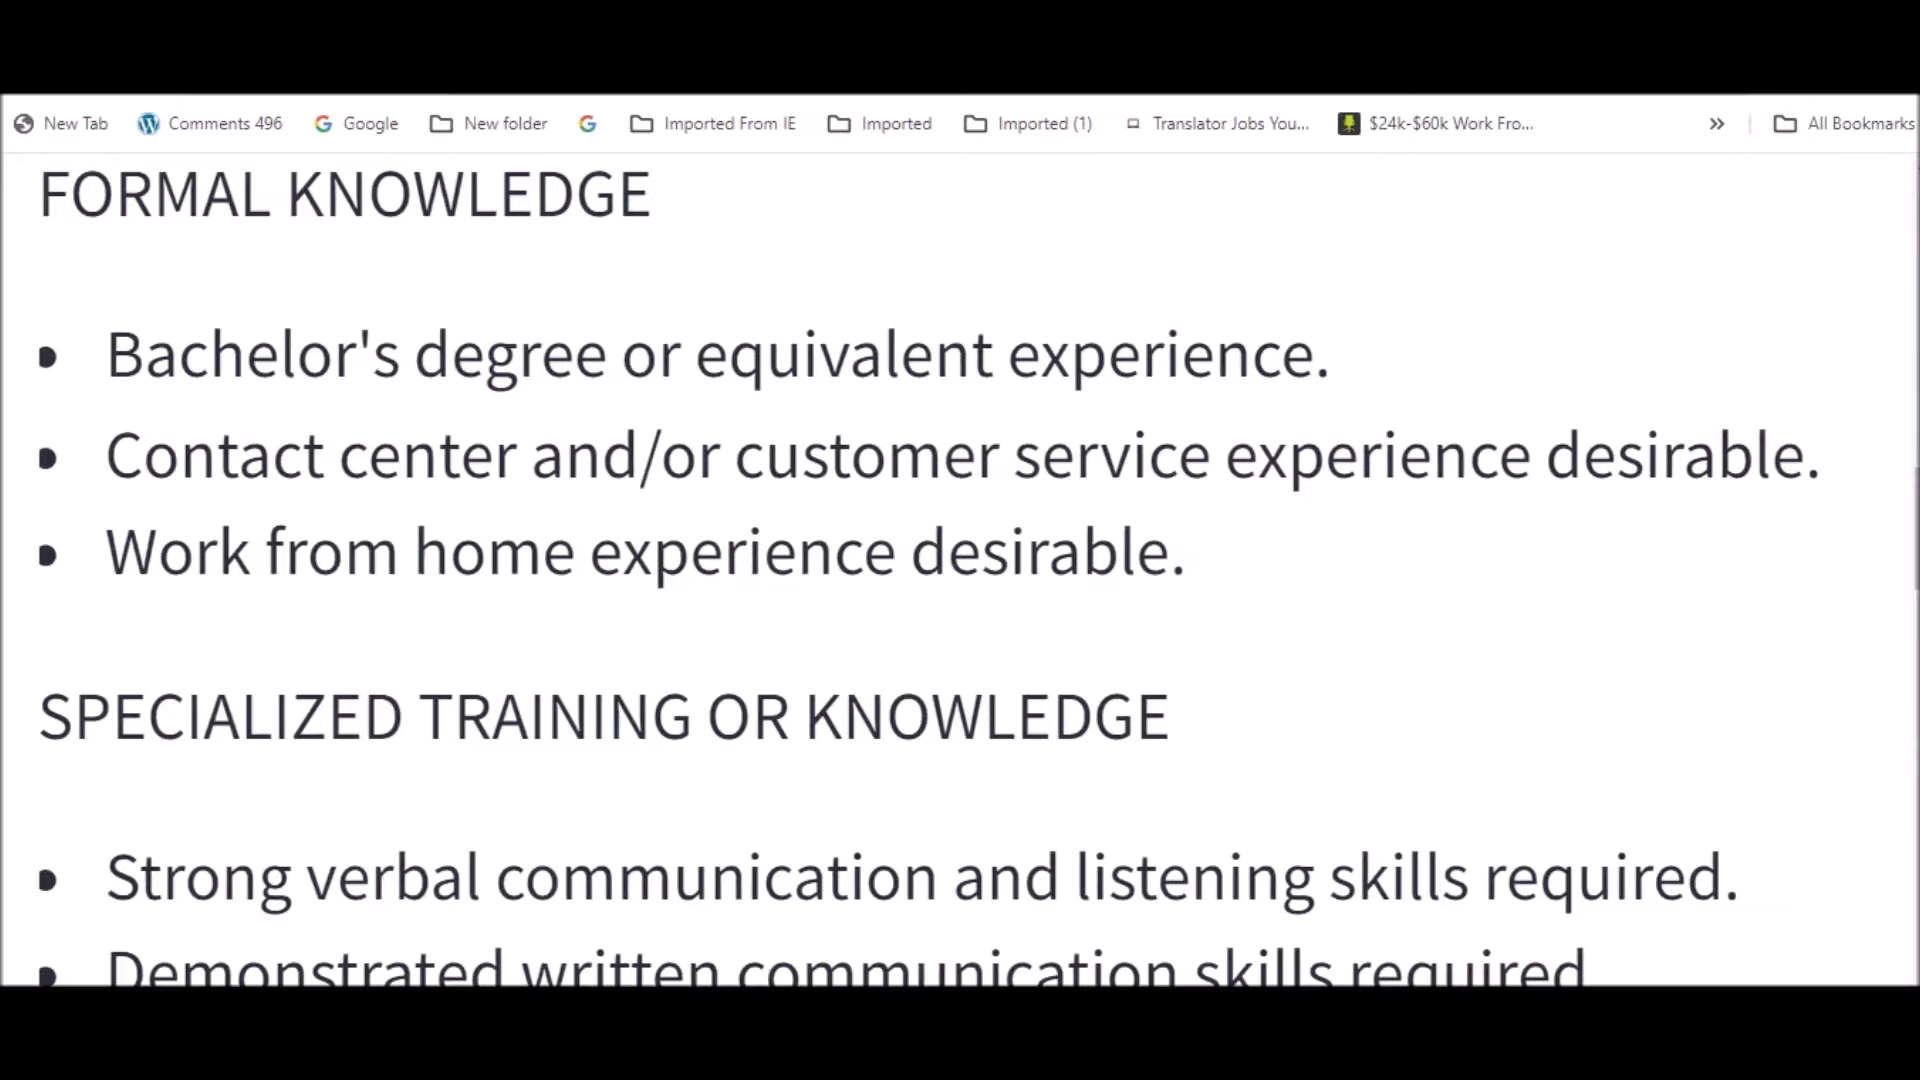 New Tab Comments 496 Google New folder Imported From IE Imported Imported (1) Translator Jobs You... $24k-$60k Work Fro... » All Bookmarks
FORMAL KNOWLEDGE
• Bachelor's degree or equivalent experience.
• Contact center and/or customer service experience desirable.
• Work from home experience desirable.
SPECIALIZED TRAINING OR KNOWLEDGE
• Strong verbal communication and listening skills required.
• Demonstrated written communication skills required